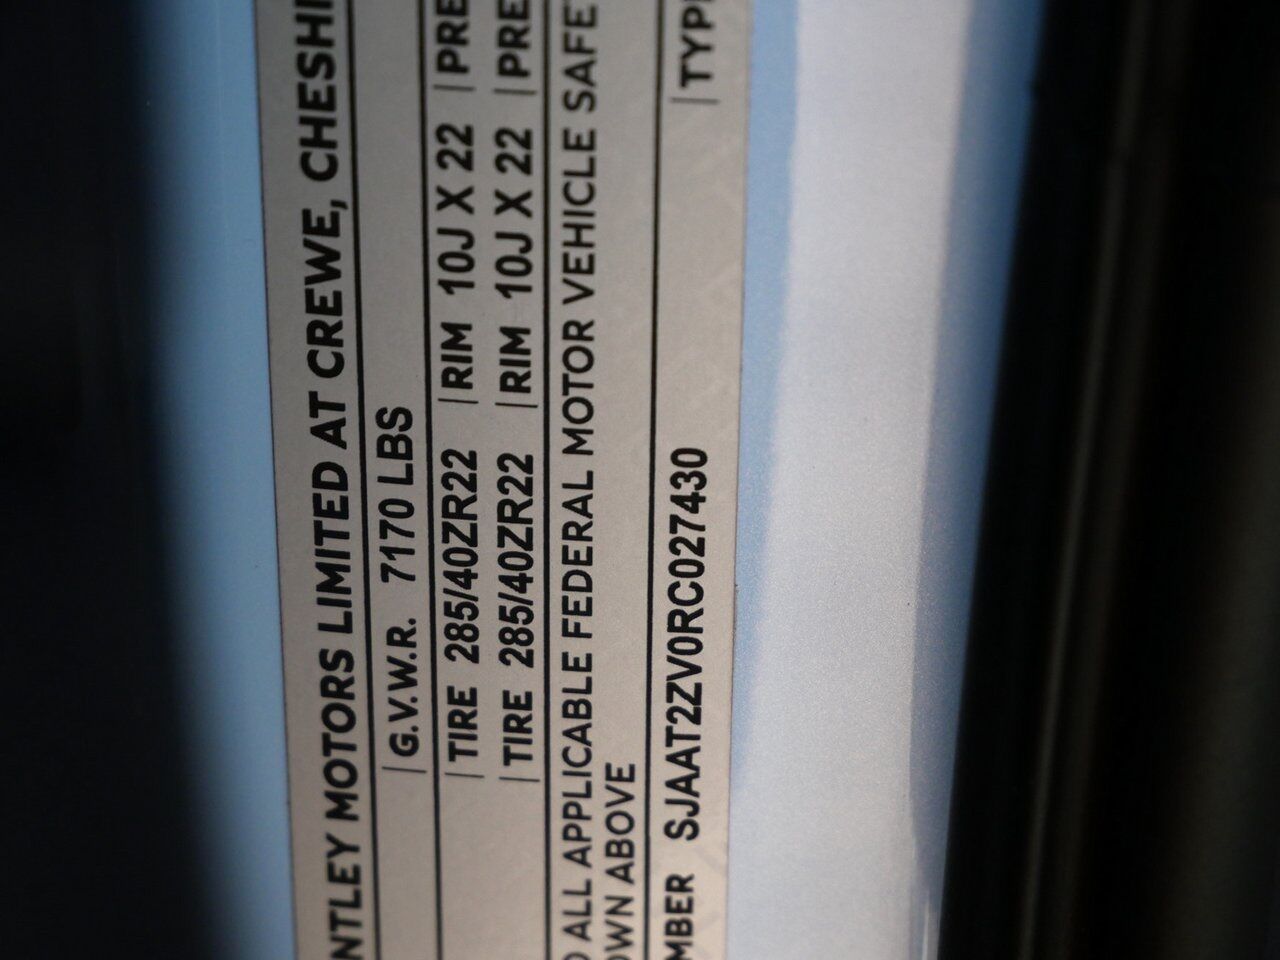 NTLEY MOTORS LIMITED AT CREWE, CHESHI
G.V.W.R. 7170 LBS
TIRE 285/40ZR22 | RIM 10J X 22 | PRE
TIRE 285/40ZR22 | RIM 10J X 22 | PRE
O ALL APPLICABLE FEDERAL MOTOR VEHICLE SAFE
OWN ABOVE
MBER SJAAT2ZV0RC027430 | TYP